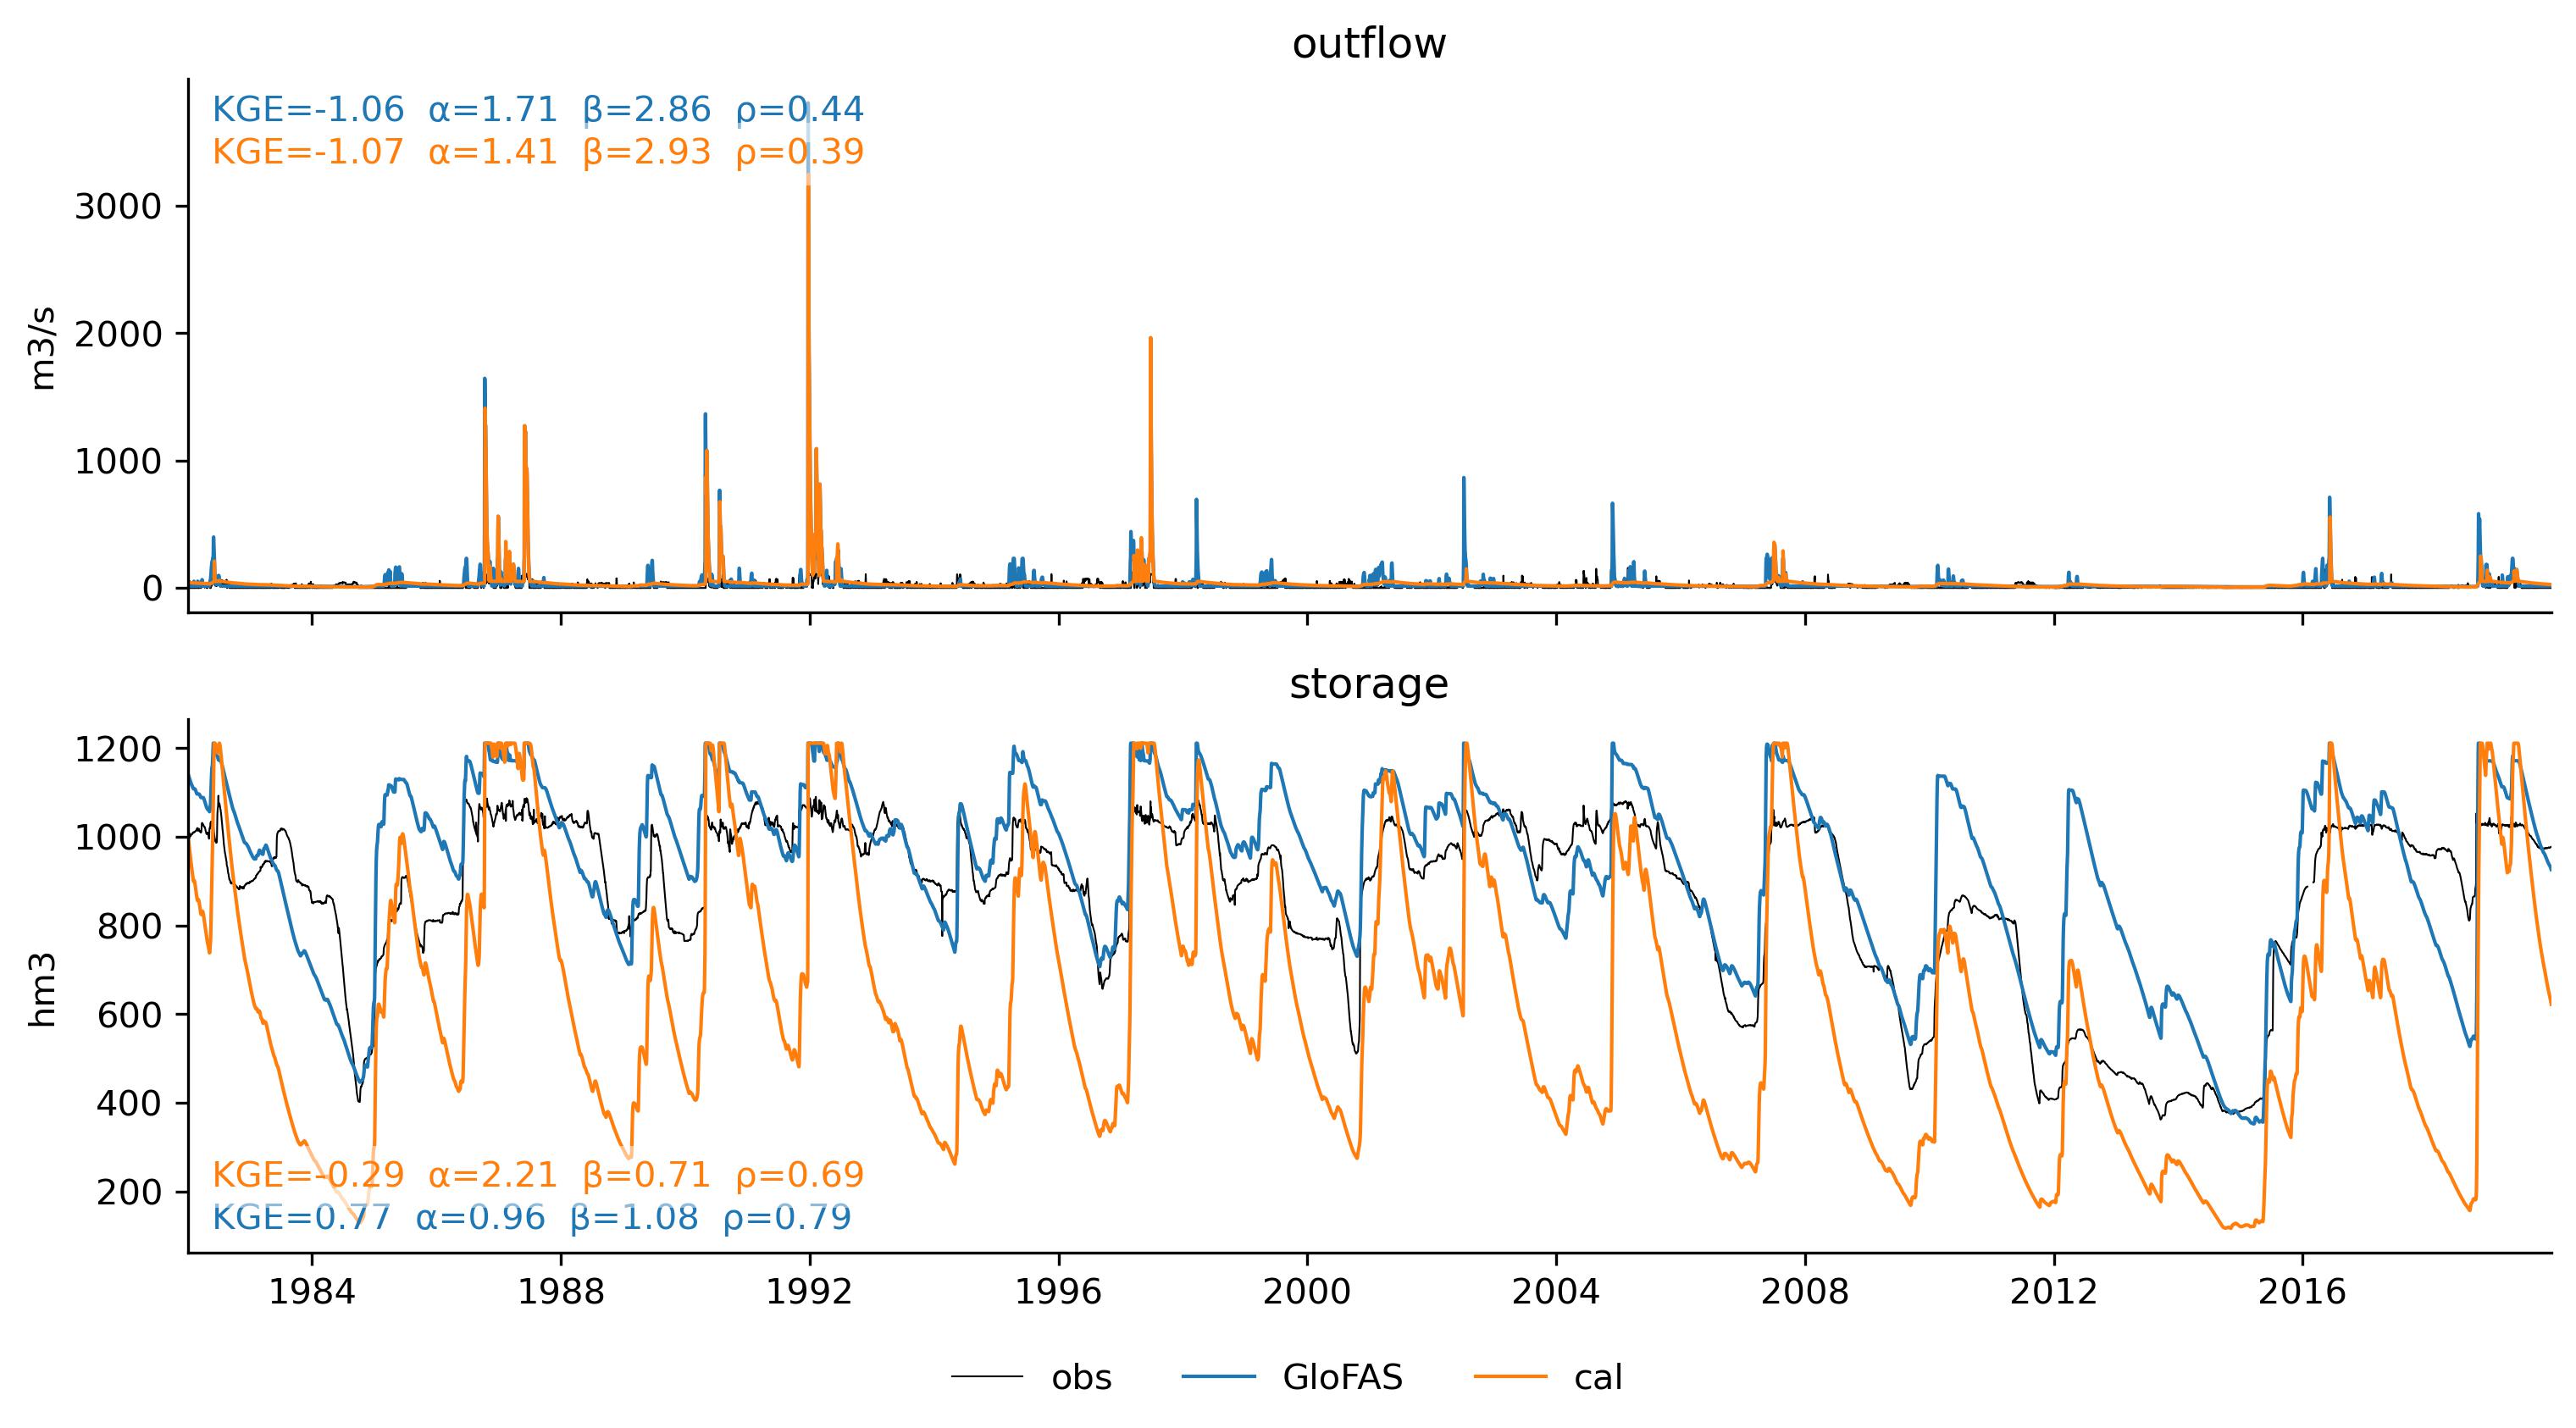 outflow
KGE=-1.06 α=1.71 β=2.86 ρ=0.44
KGE=-1.07 α=1.41 β=2.93 ρ=0.39
m3/s
3000
2000
1000
0
storage
hm3
1200
1000
800
600
400
200
KGE=-0.29 α=2.21 β=0.71 ρ=0.69
KGE=0.77 α=0.96 β=1.08 ρ=0.79
1984 1988 1992 1996 2000 2004 2008 2012 2016
obs GloFAS cal